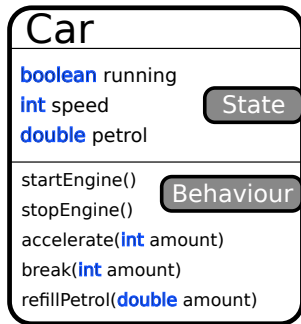 Car
boolean running
int speed
State
double petrol
startEngine()
Behaviour
stopEngine()
accelerate(int amount)
break(int amount)
refillPetrol(double amount)